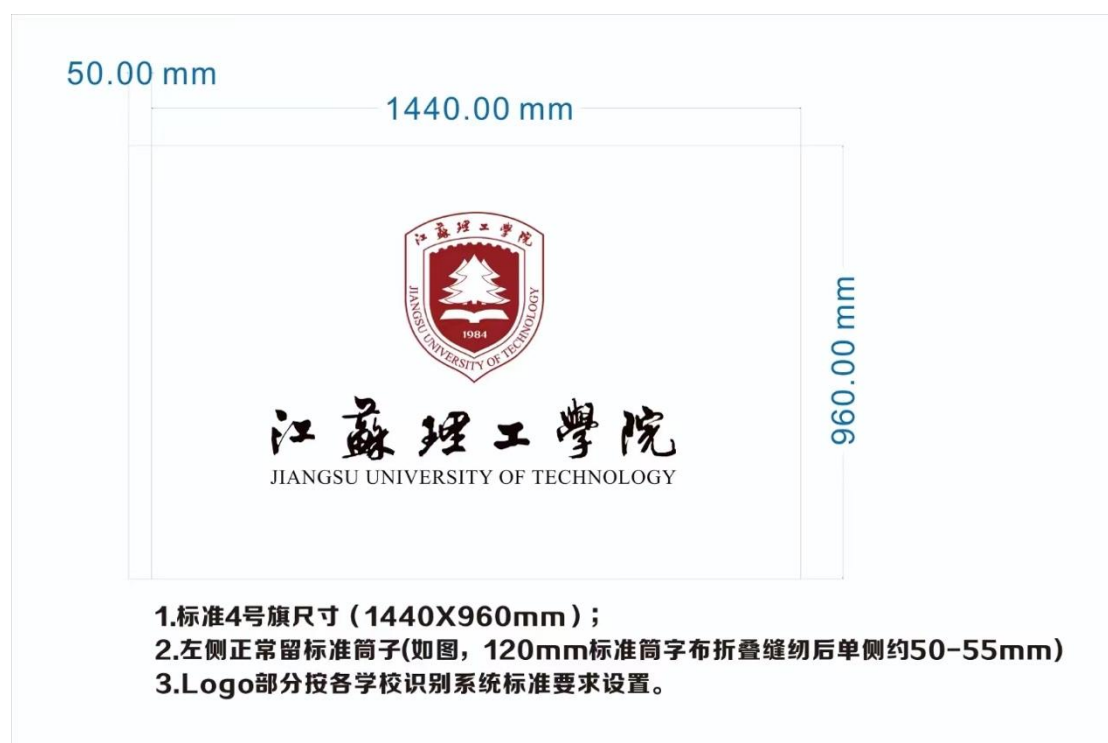 50.00 mm
1440.00 mm
江蘇理工學院
JIANGSU UNIVERSITY OF TECHNOLOGY
1984
960.00 mm
江蘇理工學院
JIANGSU UNIVERSITY OF TECHNOLOGY
1.标准4号旗尺寸（1440X960mm）；
2.左侧正常留标准筒子(如图，120mm标准筒字布折叠缝纫后单侧约50-55mm)
3.Logo部分按各学校识别系统标准要求设置。